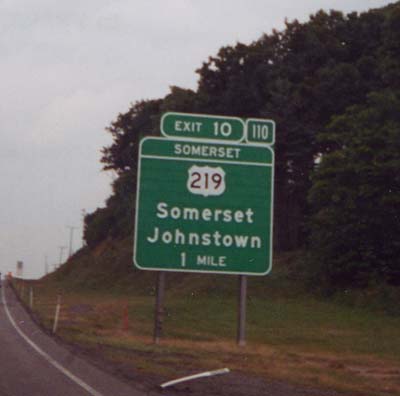 EXIT 10 110
SOMERSET
219
Somerset
Johnstown
1 MILE